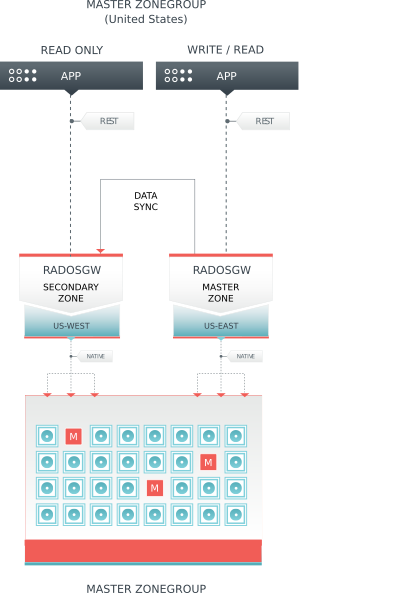 MASTER ZONEGROUP
(United States)
READ ONLY
WRITE / READ
APP
APP
REST
REST
DATA
SYNC
RADOSGW
RADOSGW
SECONDARY
ZONE
MASTER
ZONE
US-WEST
US-EAST
NATIVE
NATIVE
M
M
M
MASTER ZONEGROUP